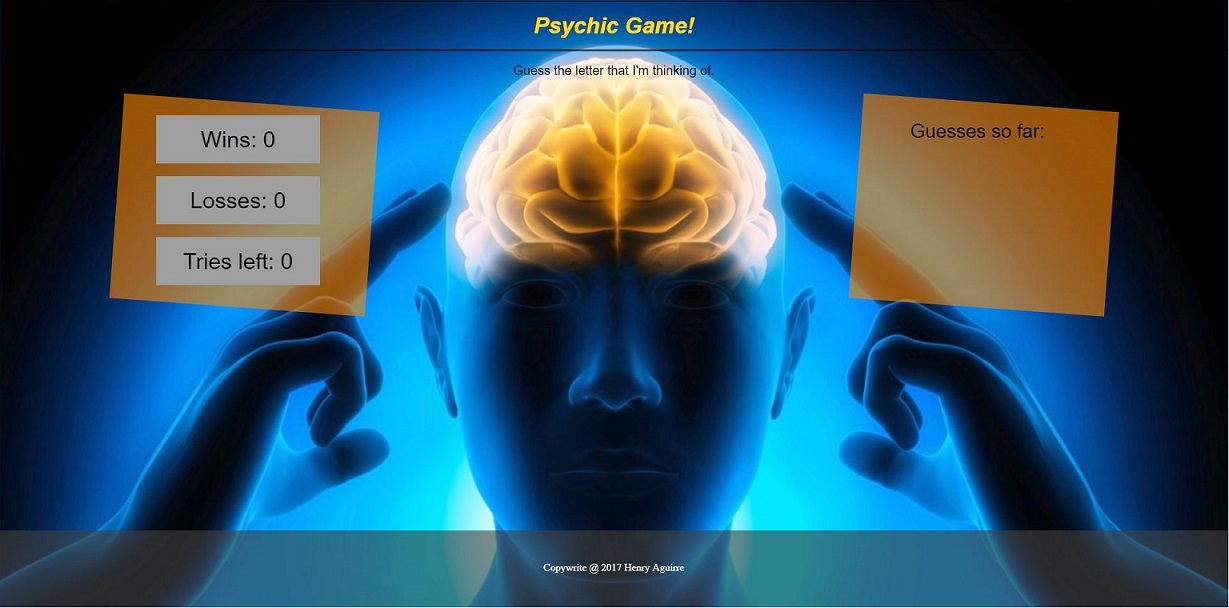 Psychic Game!
Guess the letter that I'm thinking of.
Wins: 0
Losses: 0
Tries left: 0
Guesses so far:
Copywrite @ 2017 Henry Aguirre